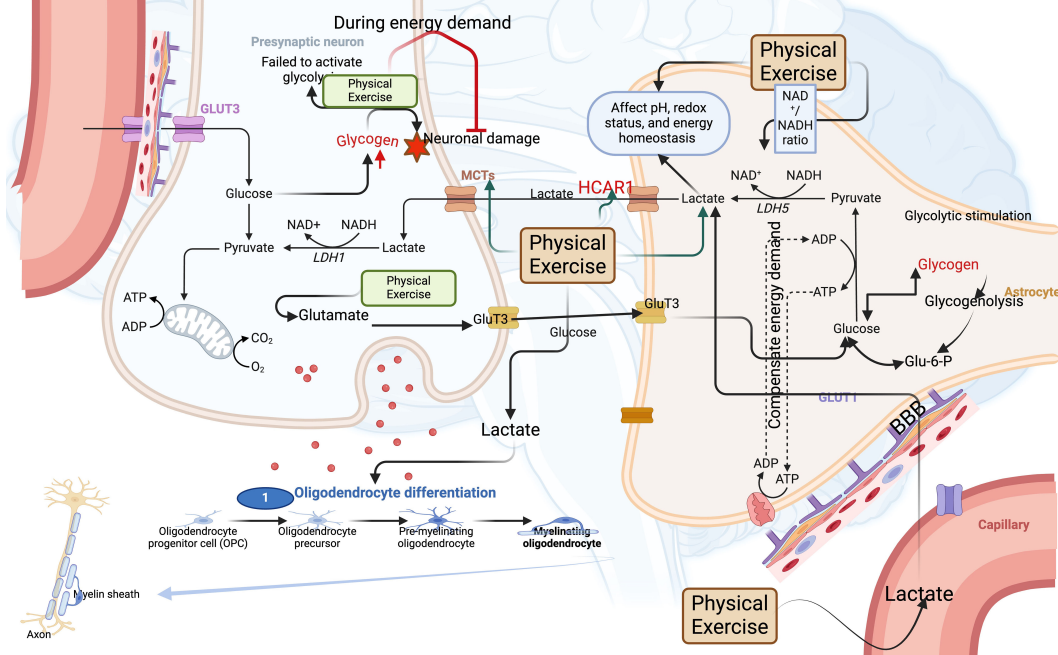 During energy demand
Presynaptic neuron
Failed to activate
Physical
Exercise
GLUT3
Glycogen
Neuronal damage
Glucose
MCTs
Lactate
HCAR1
NAD+
NADH
Pyruvate
LDH1
Lactate
Physical
Exercise
Physical
Exercise
ATP
ADP
CO₂
O₂
Glutamate
GluT3
Glucose
GluT3
Lactate
1
Oligodendrocyte differentiation
Oligodendrocyte
progenitor cell (OPC)
Oligodendrocyte
precursor
Pre-myelinating
oligodendrocyte
Myelinating
oligodendrocyte
Myelin sheath
Axon
Physical
Exercise
NAD
+/
NADH
ratio
Affect pH, redox
status, and energy
homeostasis
NAD⁺
NADH
Lactate
LDH5
Pyruvate
Glycolytic stimulation
ADP
ATP
Compensate energy demand
Glycogen
Glycogenolysis
Astrocyte
Glucose
Glu-6-P
GLUT1
BBB
ADP
ATP
Capillary
Lactate
Physical
Exercise